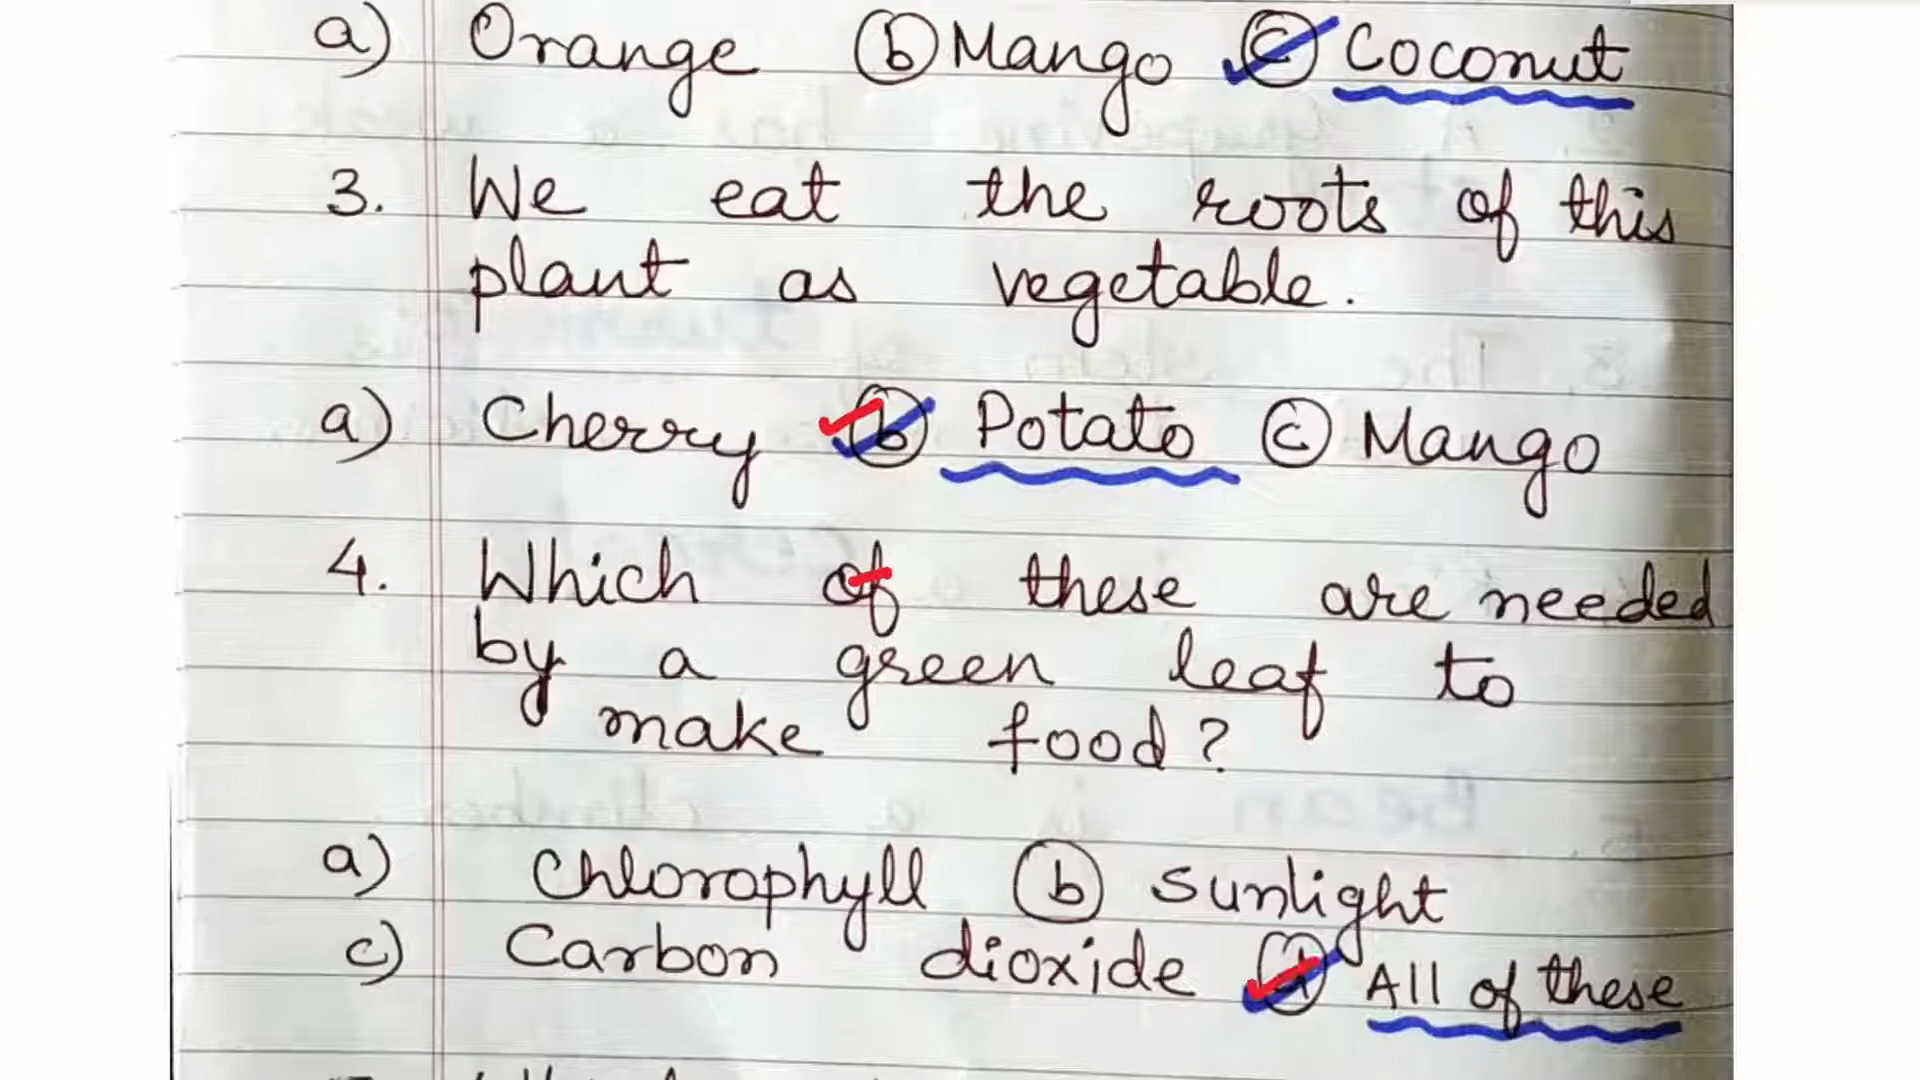 a) Orange (b) Mango (c) Coconut
3. We eat the roots of this
plant as vegetable.
a) Cherry (b) Potato (c) Mango
4. Which of these are needed
by a green leaf to
make food?
a) Chlorophyll (b) Sunlight
c) Carbon dioxide (d) All of these